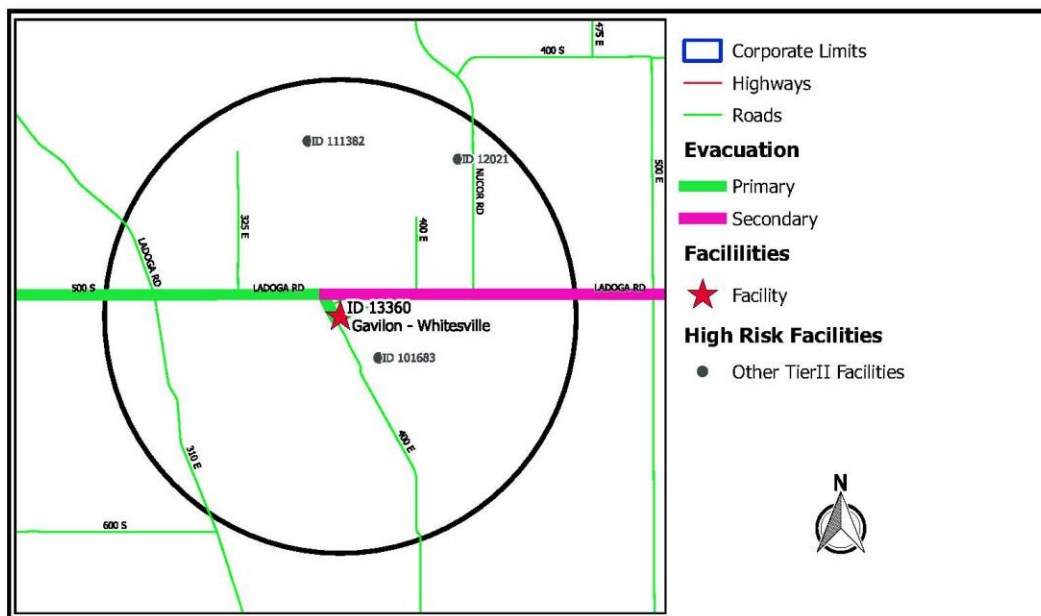 475 E
400 S
ID 111382
ID 12021
NUCOR RD
500 E
325 E
400 E
LADOGA RD
500 S
LADOGA RD
LADOGA RD
ID 13360
Gavilon - Whitesville
ID 101683
400 E
310 E
600 S
Corporate Limits
Highways
Roads
Evacuation
Primary
Secondary
Facililities
Facility
High Risk Facilities
Other TierII Facilities
N